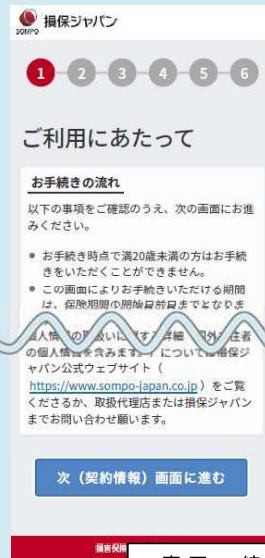 損保ジャパン
SOMPO
1 2 3 4 5 6
ご利用にあたって
お手続きの流れ
以下の事項をご確認のうえ、次の画面にお進
みください。
● お手続き時点で満20歳未満の方はお手続
きをいただくことができません。
● この画面によりお手続きいただける期間
は、保険期間の開始日前日までとなりま
の個人情報を含みます。）については損保ジ
ャパン公式ウェブサイト（
https://www.sompo-japan.co.jp ）をご覧
くださるか、取扱代理店または損保ジャパン
までお問い合わせ願います。
次（契約情報）画面に進む
損害保険